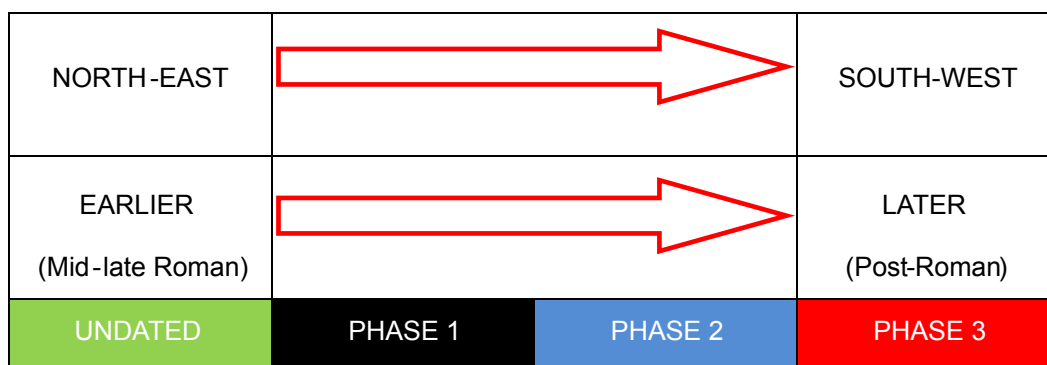 NORTH-EAST SOUTH-WEST
EARLIER LATER
(Mid-late Roman) (Post-Roman)
UNDATED PHASE 1 PHASE 2 PHASE 3